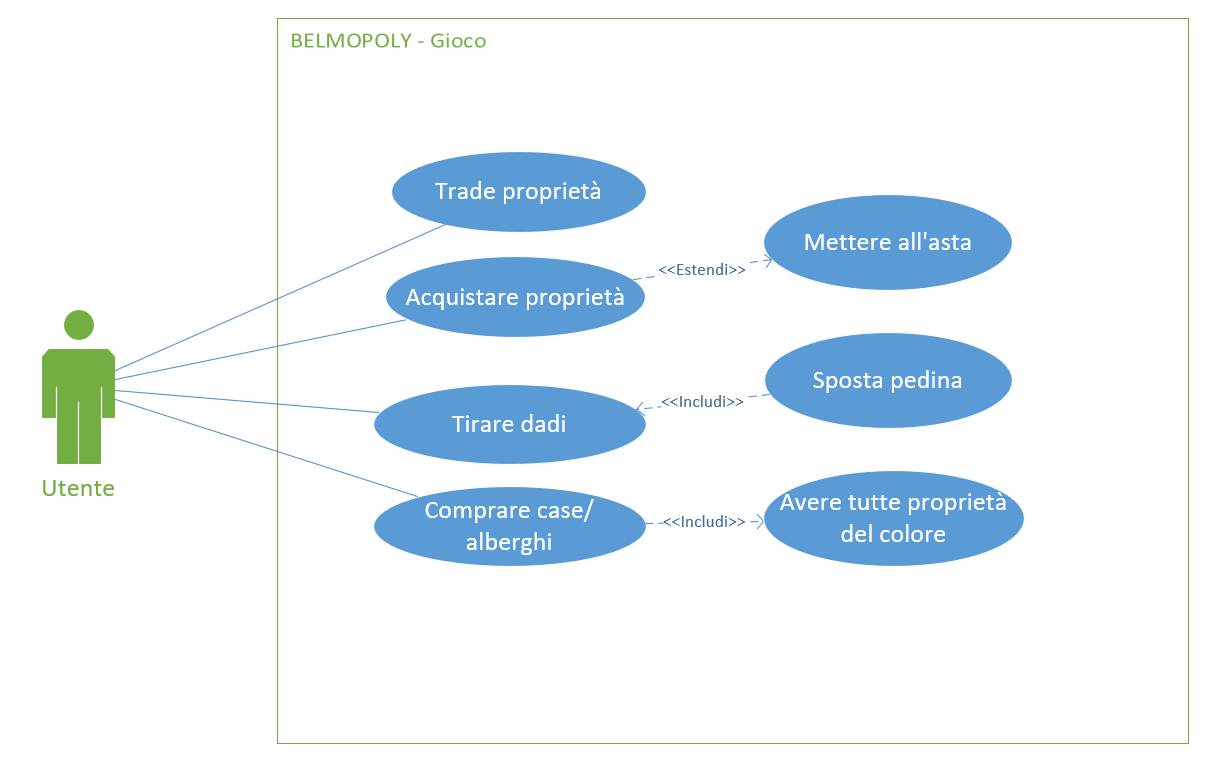 BELMOPOLY - Gioco
Trade proprietà
Mettere all'asta
<<Estendi>>
Acquistare proprietà
Sposta pedina
<<Includi>>
Tirare dadi
Utente
Comprare case/
alberghi
<<Includi>>
Avere tutte proprietà
del colore